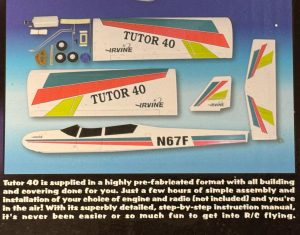 TUTOR 40
IRVINE
TUTOR 40
IRVINE
N67F
Tutor 40 is supplied in a highly pre-fabricated format with all building
and covering done for you. Just a few hours of simple assembly and
installation of your choice of engine and radio (not included) and you're
in the air! With its superbly detailed, step-by-step instruction manual,
it's never been easier or so much fun to get into R/C flying.